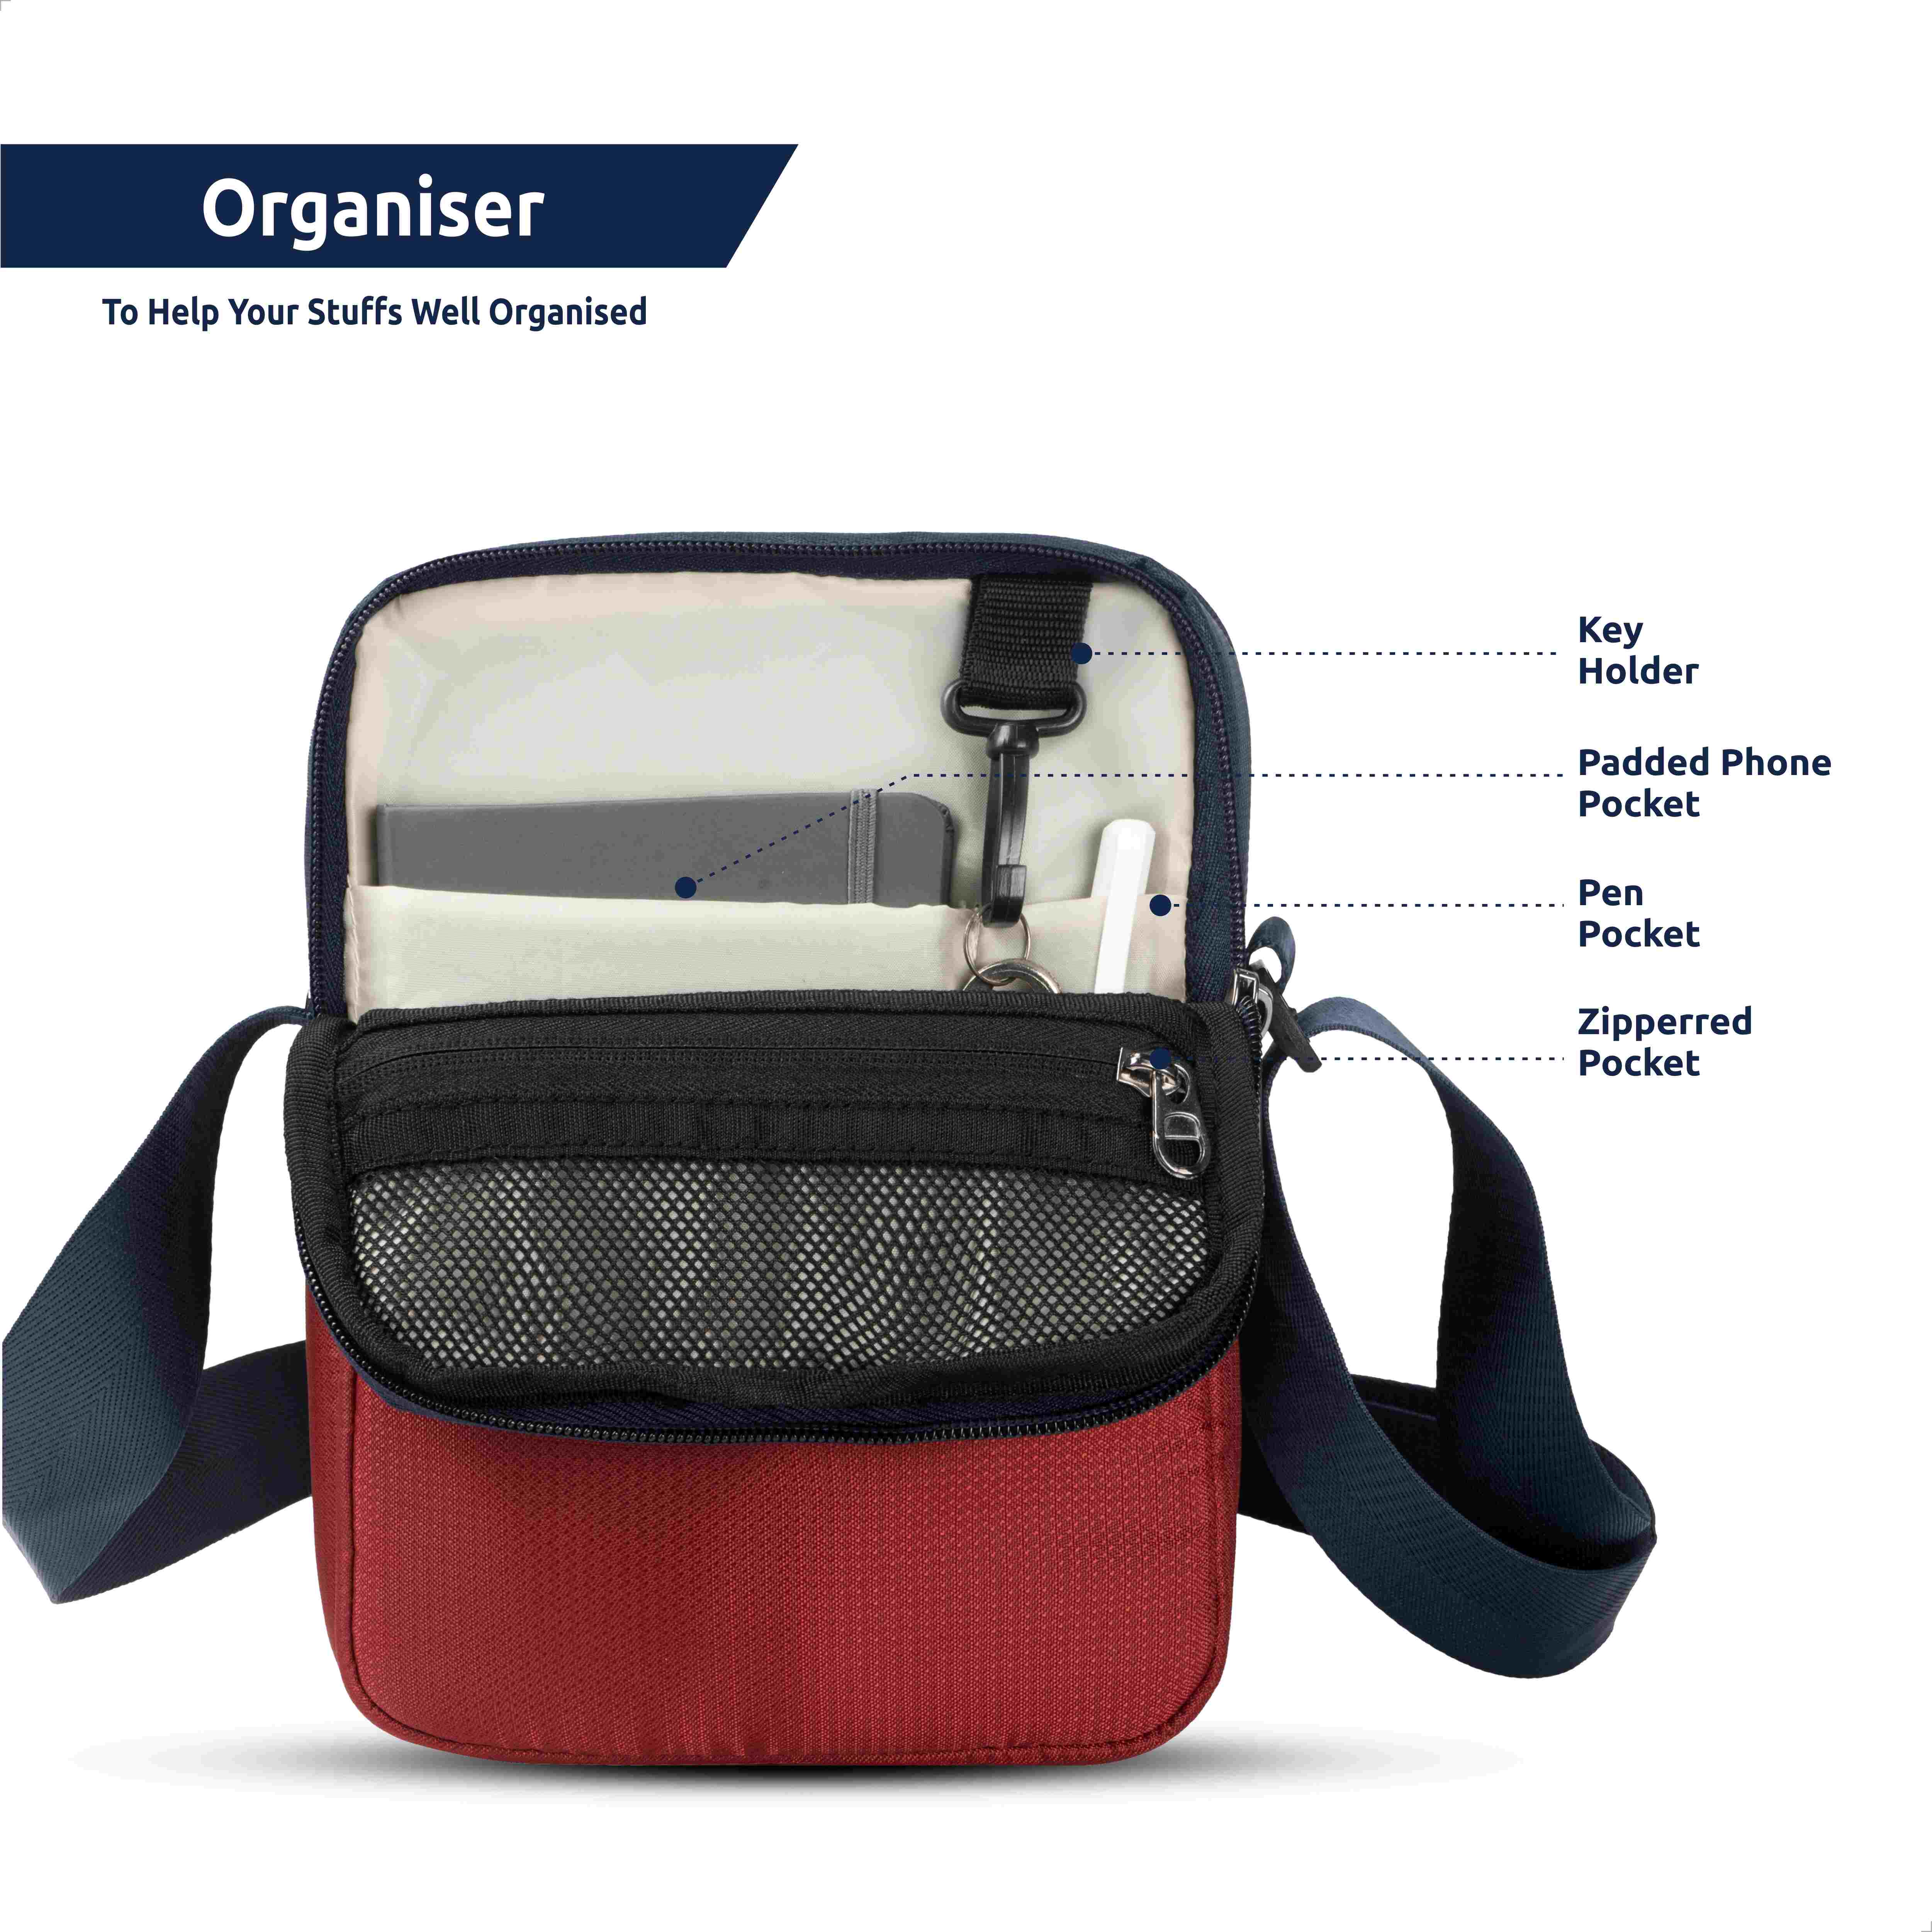 Organiser
To Help Your Stuffs Well Organised
Key
Holder
Padded Phone
Pocket
Pen
Pocket
Zipperred
Pocket